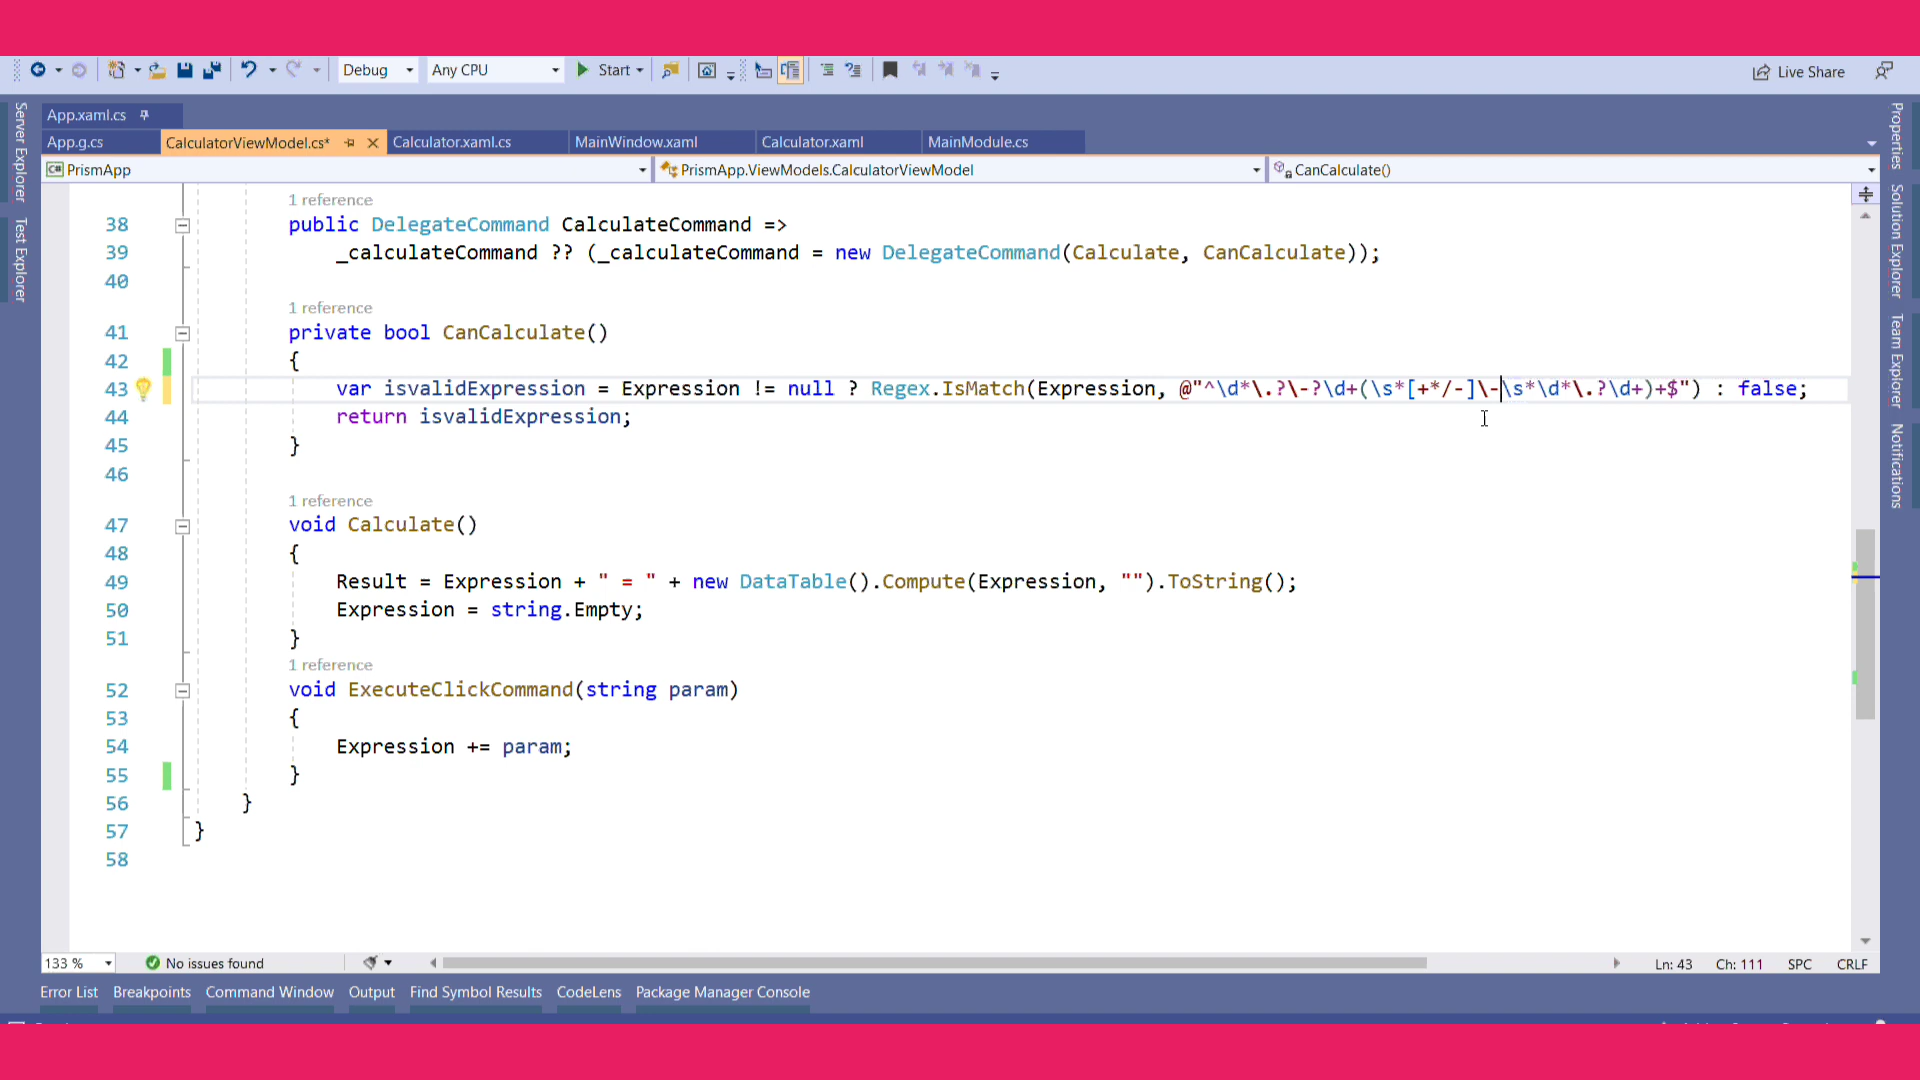 Debug Any CPU Start Live Share
App.xaml.cs
App.g.cs CalculatorViewModel.cs* Calculator.xaml.cs MainWindow.xaml Calculator.xaml MainModule.cs
C# PrismApp PrismApp.ViewModels.CalculatorViewModel CanCalculate()
Server Explorer
Test Explorer
Properties
Solution Explorer
Team Explorer
Notifications
1 reference
38 public DelegateCommand CalculateCommand =>
39 _calculateCommand ?? (_calculateCommand = new DelegateCommand(Calculate, CanCalculate));
40
1 reference
41 private bool CanCalculate()
42 {
43 var isvalidExpression = Expression != null ? Regex.IsMatch(Expression, @"^\d*\.?\-?\d+(\s*[+*/-]\-\s*\d*\.?\d+)+$") : false;
44 return isvalidExpression;
45 }
46
1 reference
47 void Calculate()
48 {
49 Result = Expression + " = " + new DataTable().Compute(Expression, "").ToString();
50 Expression = string.Empty;
51 }
1 reference
52 void ExecuteClickCommand(string param)
53 {
54 Expression += param;
55 }
56 }
57 }
58
133 % No issues found Ln: 43 Ch: 111 SPC CRLF
Error List Breakpoints Command Window Output Find Symbol Results CodeLens Package Manager Console